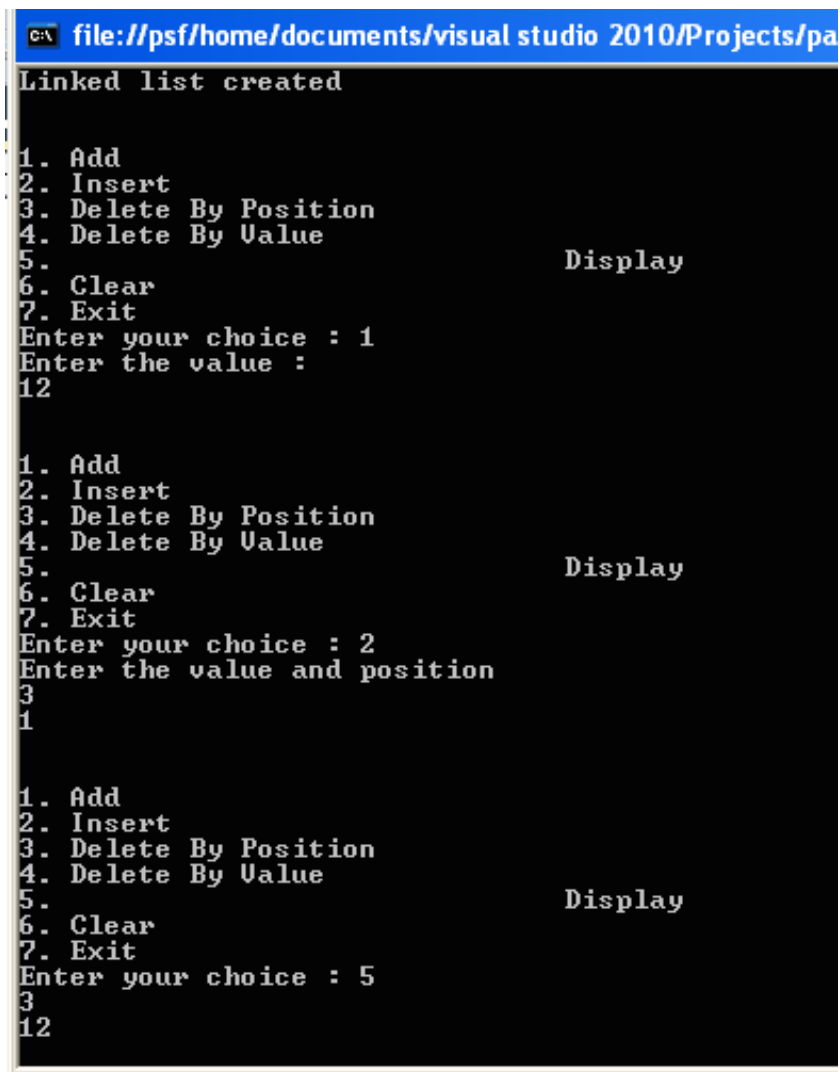 file://psf/home/documents/visual studio 2010/Projects/pa
Linked list created
1. Add
2. Insert
3. Delete By Position
4. Delete By Value
5. Display
6. Clear
7. Exit
Enter your choice : 1
Enter the value :
12
1. Add
2. Insert
3. Delete By Position
4. Delete By Value
5. Display
6. Clear
7. Exit
Enter your choice : 2
Enter the value and position
3
1
1. Add
2. Insert
3. Delete By Position
4. Delete By Value
5. Display
6. Clear
7. Exit
Enter your choice : 5
3
12